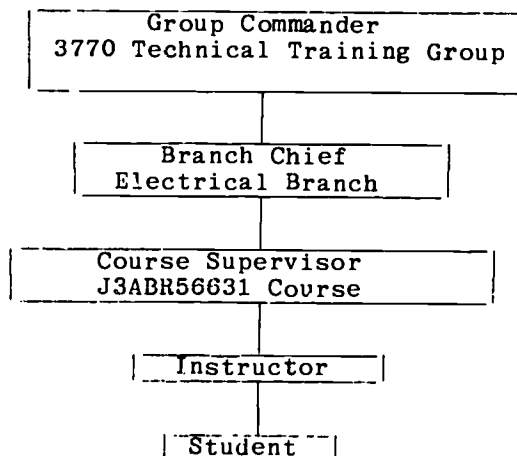 Group Commander
3770 Technical Training Group
Branch Chief
Electrical Branch
Course Supervisor
J3ABR56631 Course
Instructor
Student